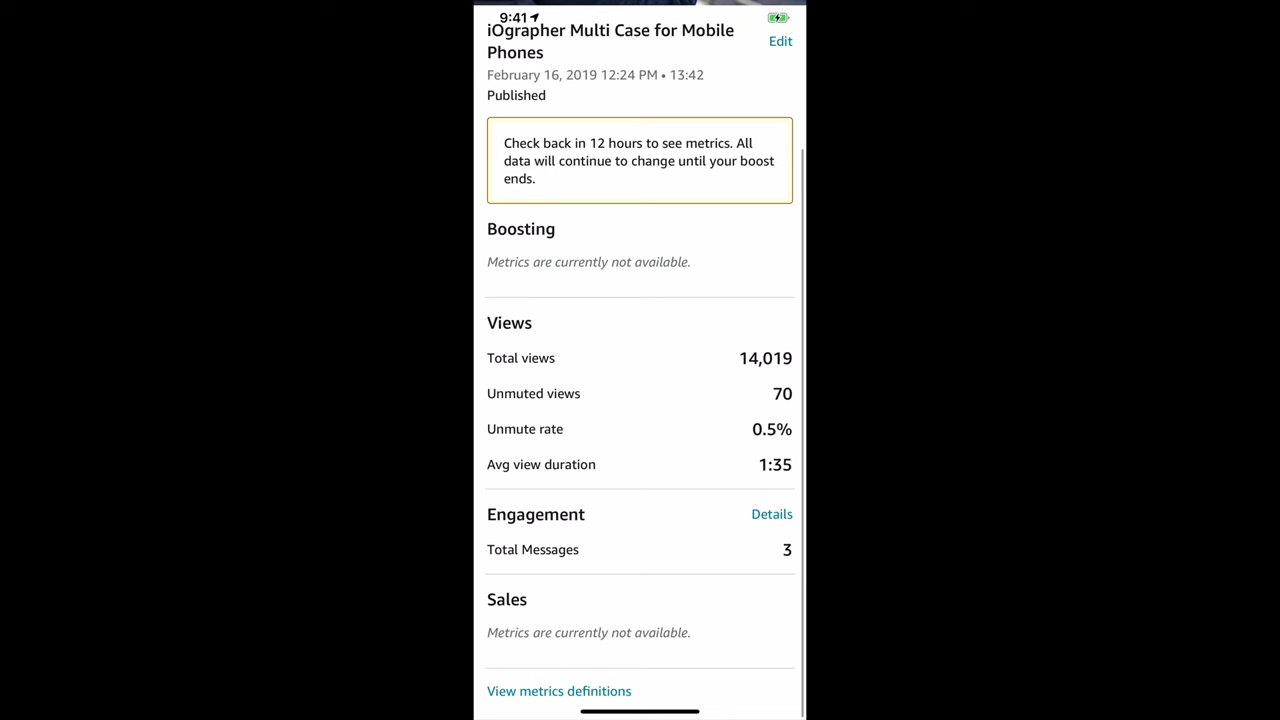 9:41
iOgrapher Multi Case for Mobile
Phones
Edit
February 16, 2019 12:24 PM • 13:42
Published
Check back in 12 hours to see metrics. All
data will continue to change until your boost
ends.
Boosting
Metrics are currently not available.
Views
Total views 14,019
Unmuted views 70
Unmute rate 0.5%
Avg view duration 1:35
Engagement Details
Total Messages 3
Sales
Metrics are currently not available.
View metrics definitions